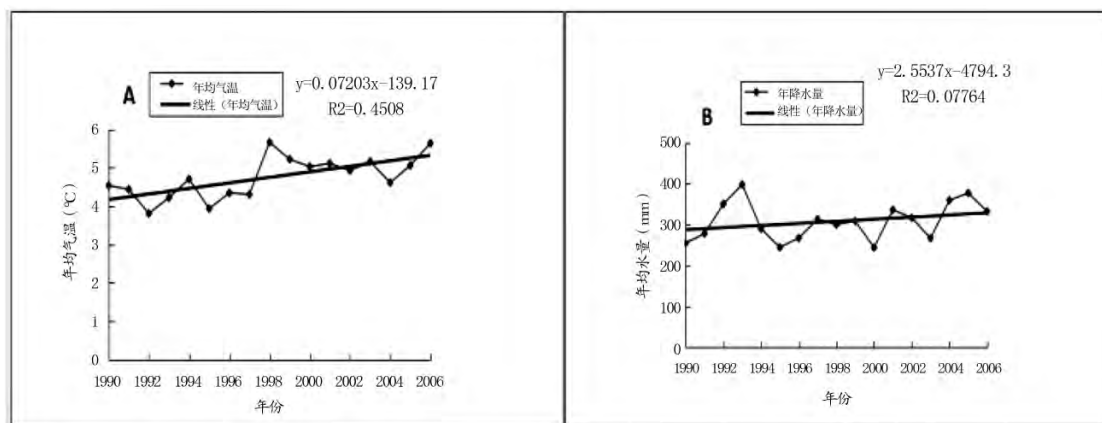 A
年均气温
线性（年均气温）
y=0.07203x-139.17
R2=0.4508
年均气温（℃）
6
5
4
3
2
1
0
1990 1992 1994 1996 1998 2000 2002 2004 2006
年份
B
年降水量
线性（年降水量）
y=2.5537x-4794.3
R2=0.07764
年均水量（mm）
500
400
300
200
100
0
1990 1992 1994 1996 1998 2000 2002 2004 2006
年份